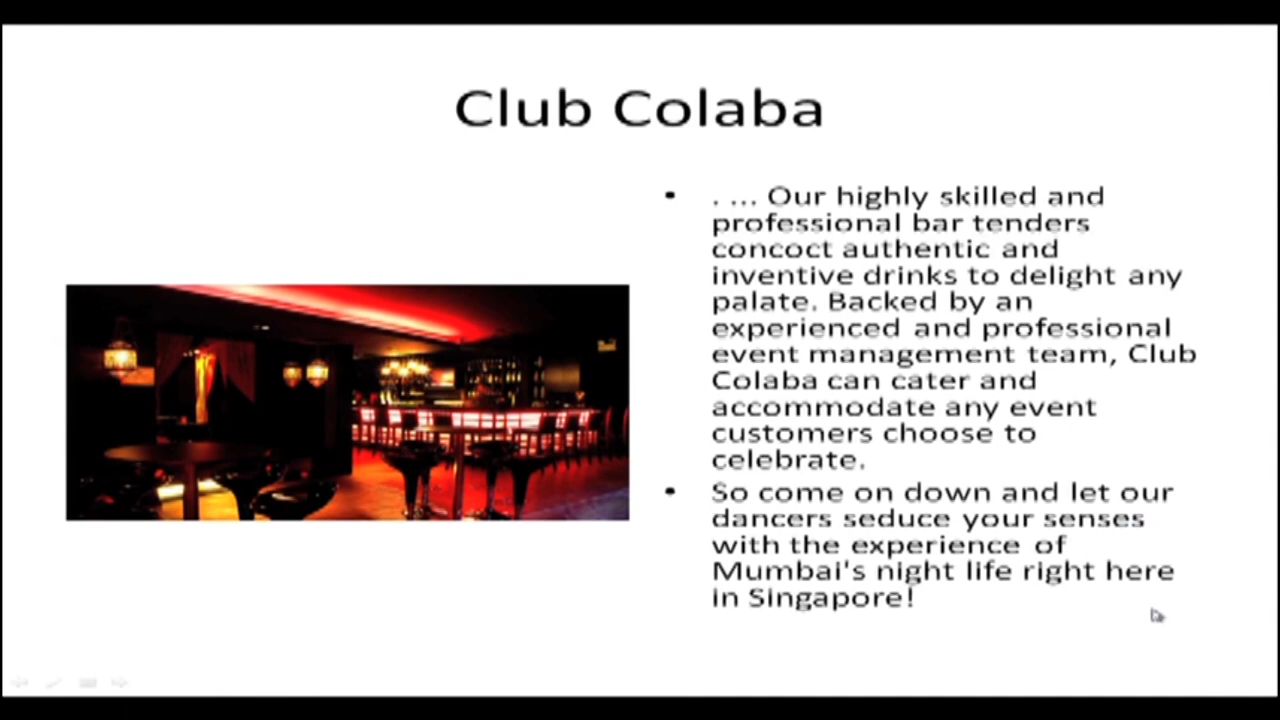 Club Colaba
• . ... Our highly skilled and
professional bar tenders
concoct authentic and
inventive drinks to delight any
palate. Backed by an
experienced and professional
event management team, Club
Colaba can cater and
accommodate any event
customers choose to
celebrate.
• So come on down and let our
dancers seduce your senses
with the experience of
Mumbai's night life right here
in Singapore!